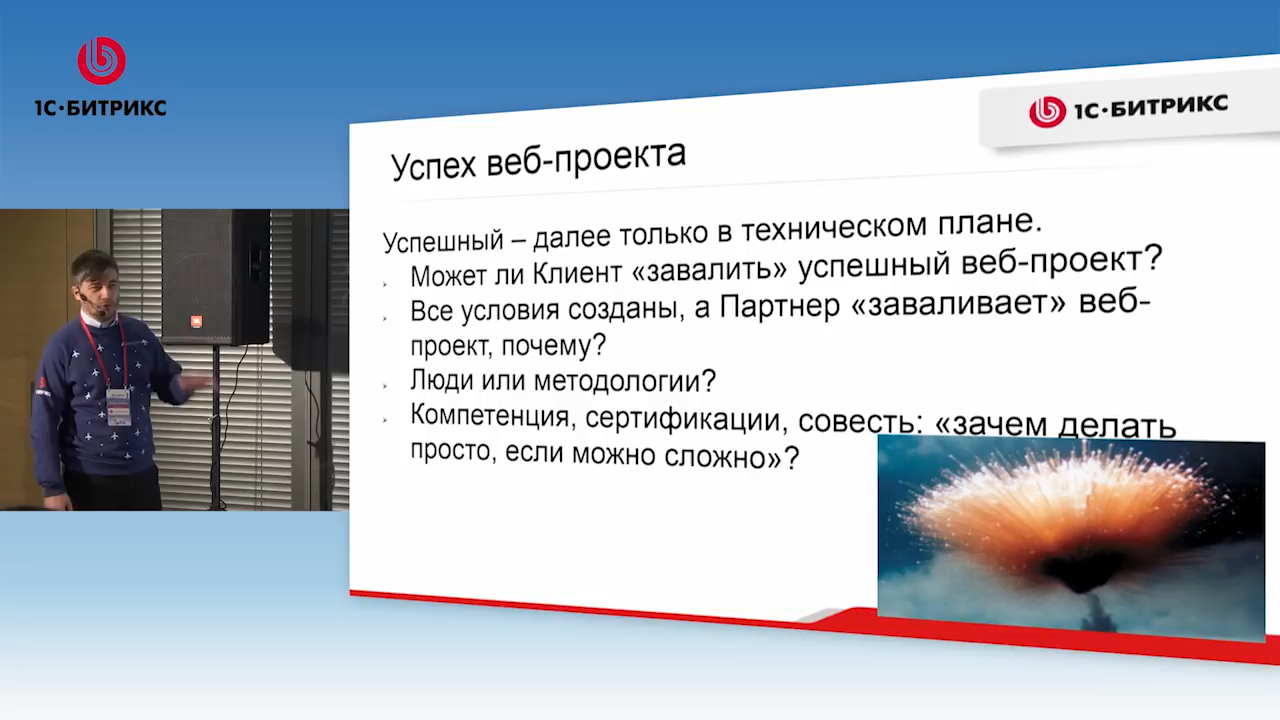 1С·БИТРИКС
1С·БИТРИКС
Успех веб-проекта
Успешный – далее только в техническом плане.
Может ли Клиент «завалить» успешный веб-проект?
Все условия созданы, а Партнер «заваливает» веб-
проект, почему?
Люди или методологии?
Компетенция, сертификации, совесть: «зачем делать
просто, если можно сложно»?